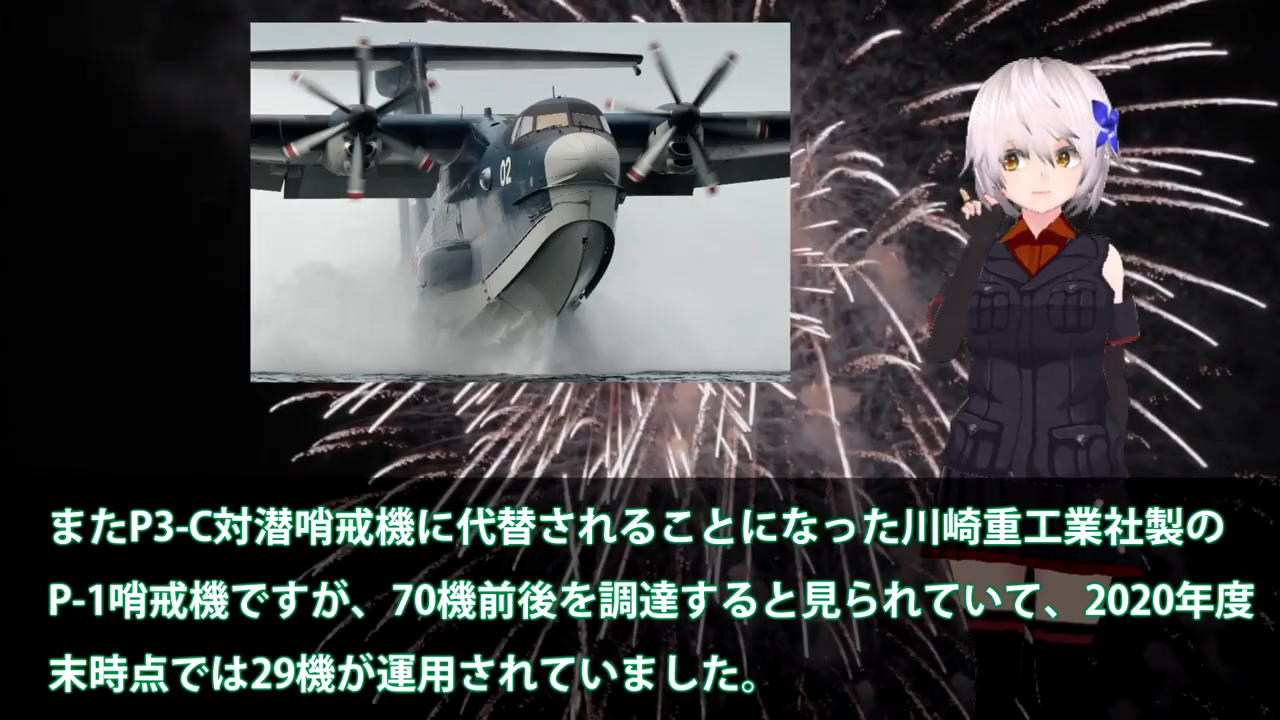 02
またP3-C対潜哨戒機に代替されることになった川崎重工業社製の
P-1哨戒機ですが、70機前後を調達すると見られていて、2020年度
末時点では29機が運用されていました。